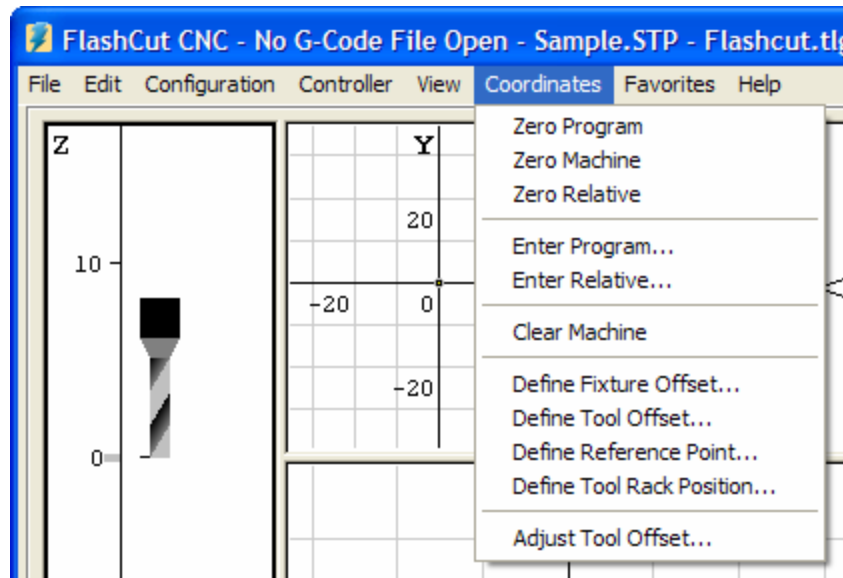 FlashCut CNC - No G-Code File Open - Sample.STP - Flashcut.tlg
File Edit Configuration Controller View Coordinates Favorites Help
Z
10
0
Y
20
-20
0
-20
Zero Program
Zero Machine
Zero Relative
Enter Program...
Enter Relative...
Clear Machine
Define Fixture Offset...
Define Tool Offset...
Define Reference Point...
Define Tool Rack Position...
Adjust Tool Offset...